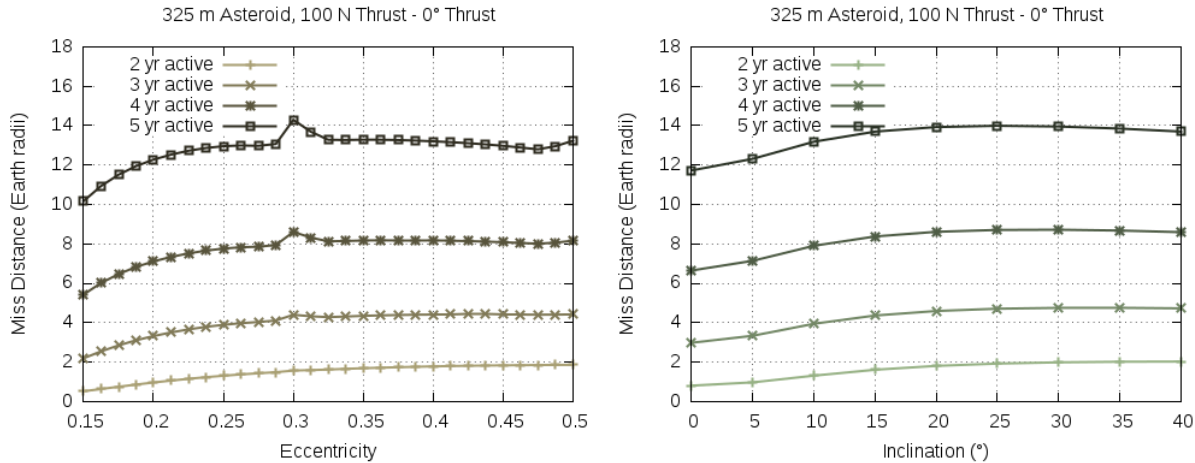 325 m Asteroid, 100 N Thrust - 0° Thrust
18
16
14
12
10
8
6
4
2
0
Miss Distance (Earth radii)
2 yr active
3 yr active
4 yr active
5 yr active
0.15 0.2 0.25 0.3 0.35 0.4 0.45 0.5
Eccentricity
325 m Asteroid, 100 N Thrust - 0° Thrust
18
16
14
12
10
8
6
4
2
0
Miss Distance (Earth radii)
2 yr active
3 yr active
4 yr active
5 yr active
0 5 10 15 20 25 30 35 40
Inclination (°)